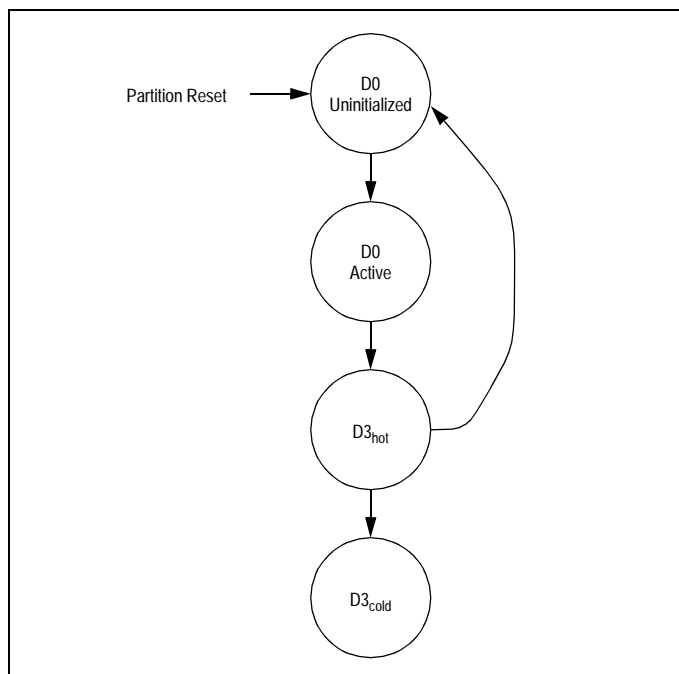 D0
Uninitialized
Partition Reset
D0
Active
D3hot
D3cold